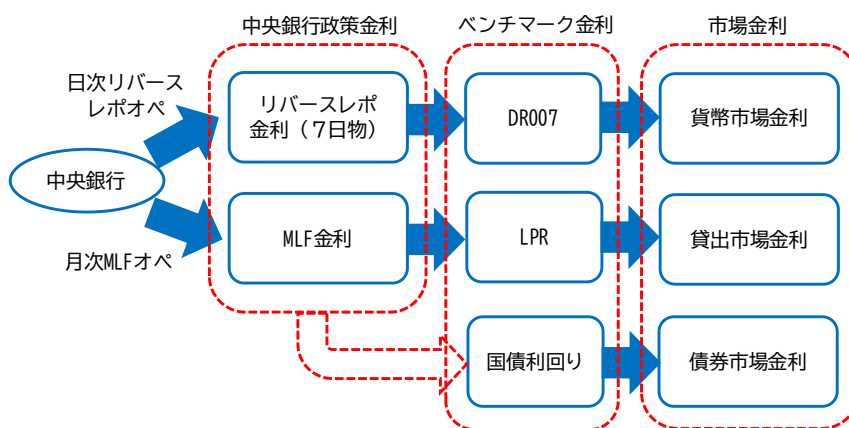 中央銀行政策金利
ベンチマーク金利
市場金利
日次リバース
レポオペ
リバースレポ
金利（７日物）
DR007
貨幣市場金利
中央銀行
月次MLFオペ
MLF金利
LPR
貸出市場金利
国債利回り
債券市場金利